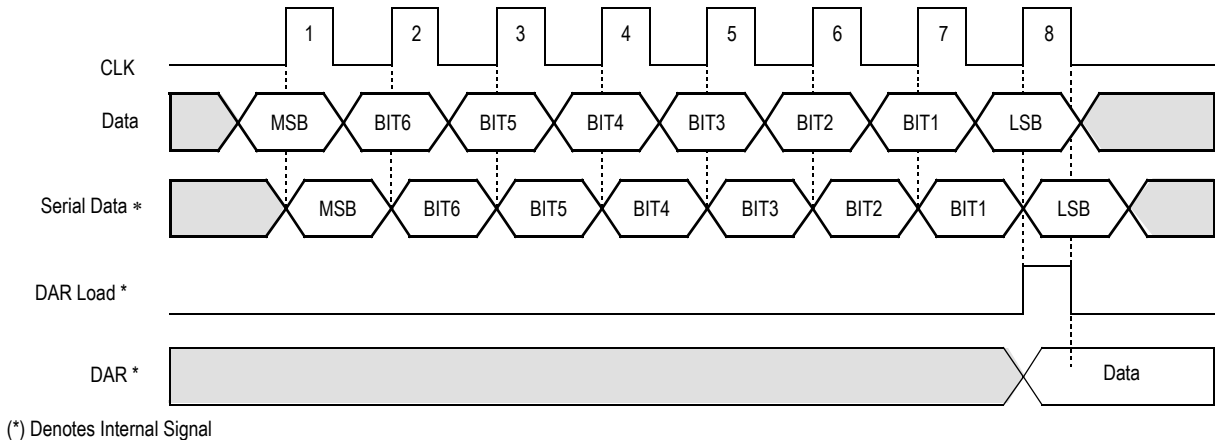 1 2 3 4 5 6 7 8
CLK
Data MSB BIT6 BIT5 BIT4 BIT3 BIT2 BIT1 LSB
Serial Data * MSB BIT6 BIT5 BIT4 BIT3 BIT2 BIT1 LSB
DAR Load *
DAR * Data
(*) Denotes Internal Signal